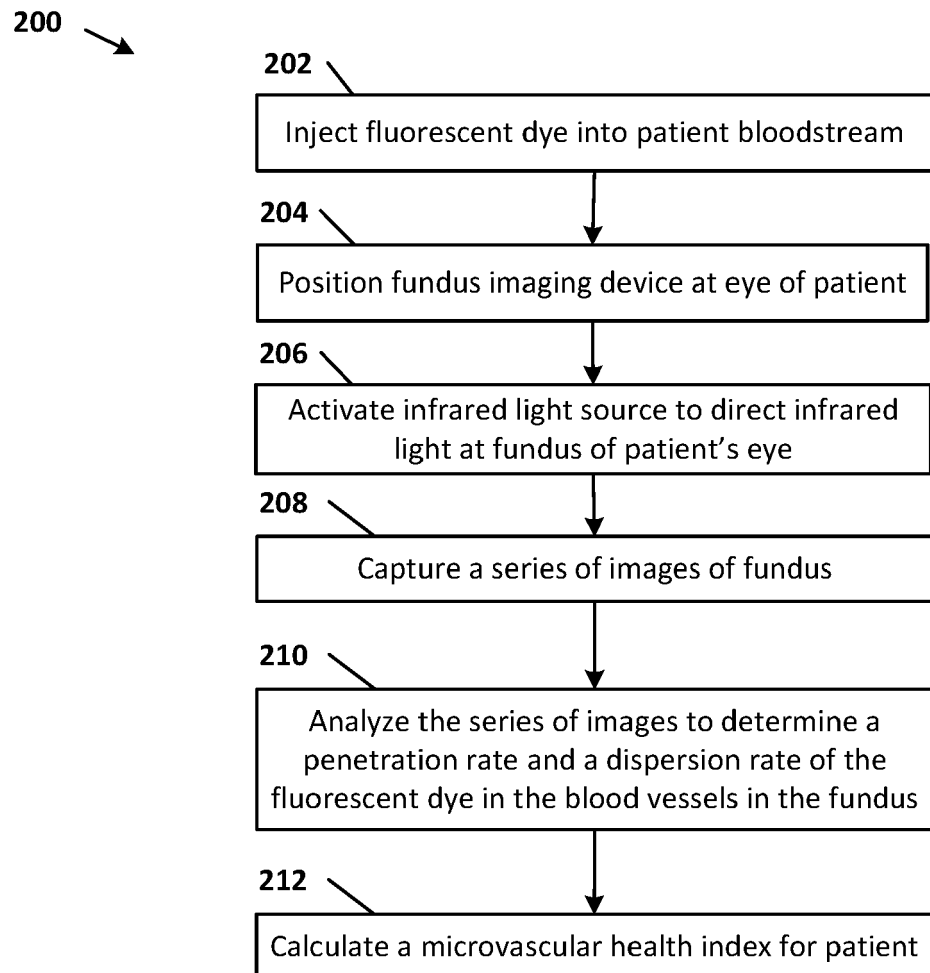 200
202
Inject fluorescent dye into patient bloodstream
204
Position fundus imaging device at eye of patient
206
Activate infrared light source to direct infrared
light at fundus of patient’s eye
208
Capture a series of images of fundus
210
Analyze the series of images to determine a
penetration rate and a dispersion rate of the
fluorescent dye in the blood vessels in the fundus
212
Calculate a microvascular health index for patient